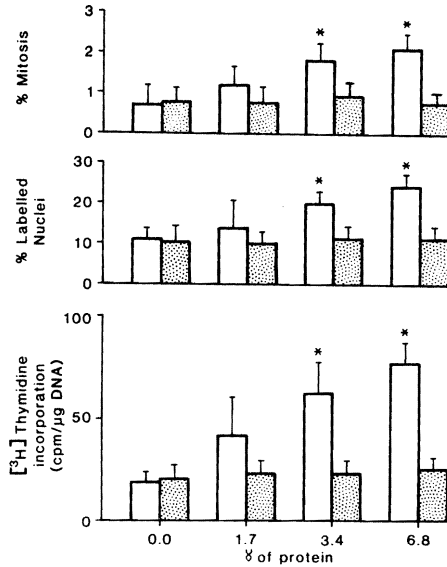 3
2
1
0
% Mitosis
*
*
30
20
10
0
% Labelled
Nuclei
*
*
100
50
0
[³H] Thymidine
incorporation
(cpm/μg DNA)
*
*
0.0 1.7 3.4 6.8
ɣ of protein